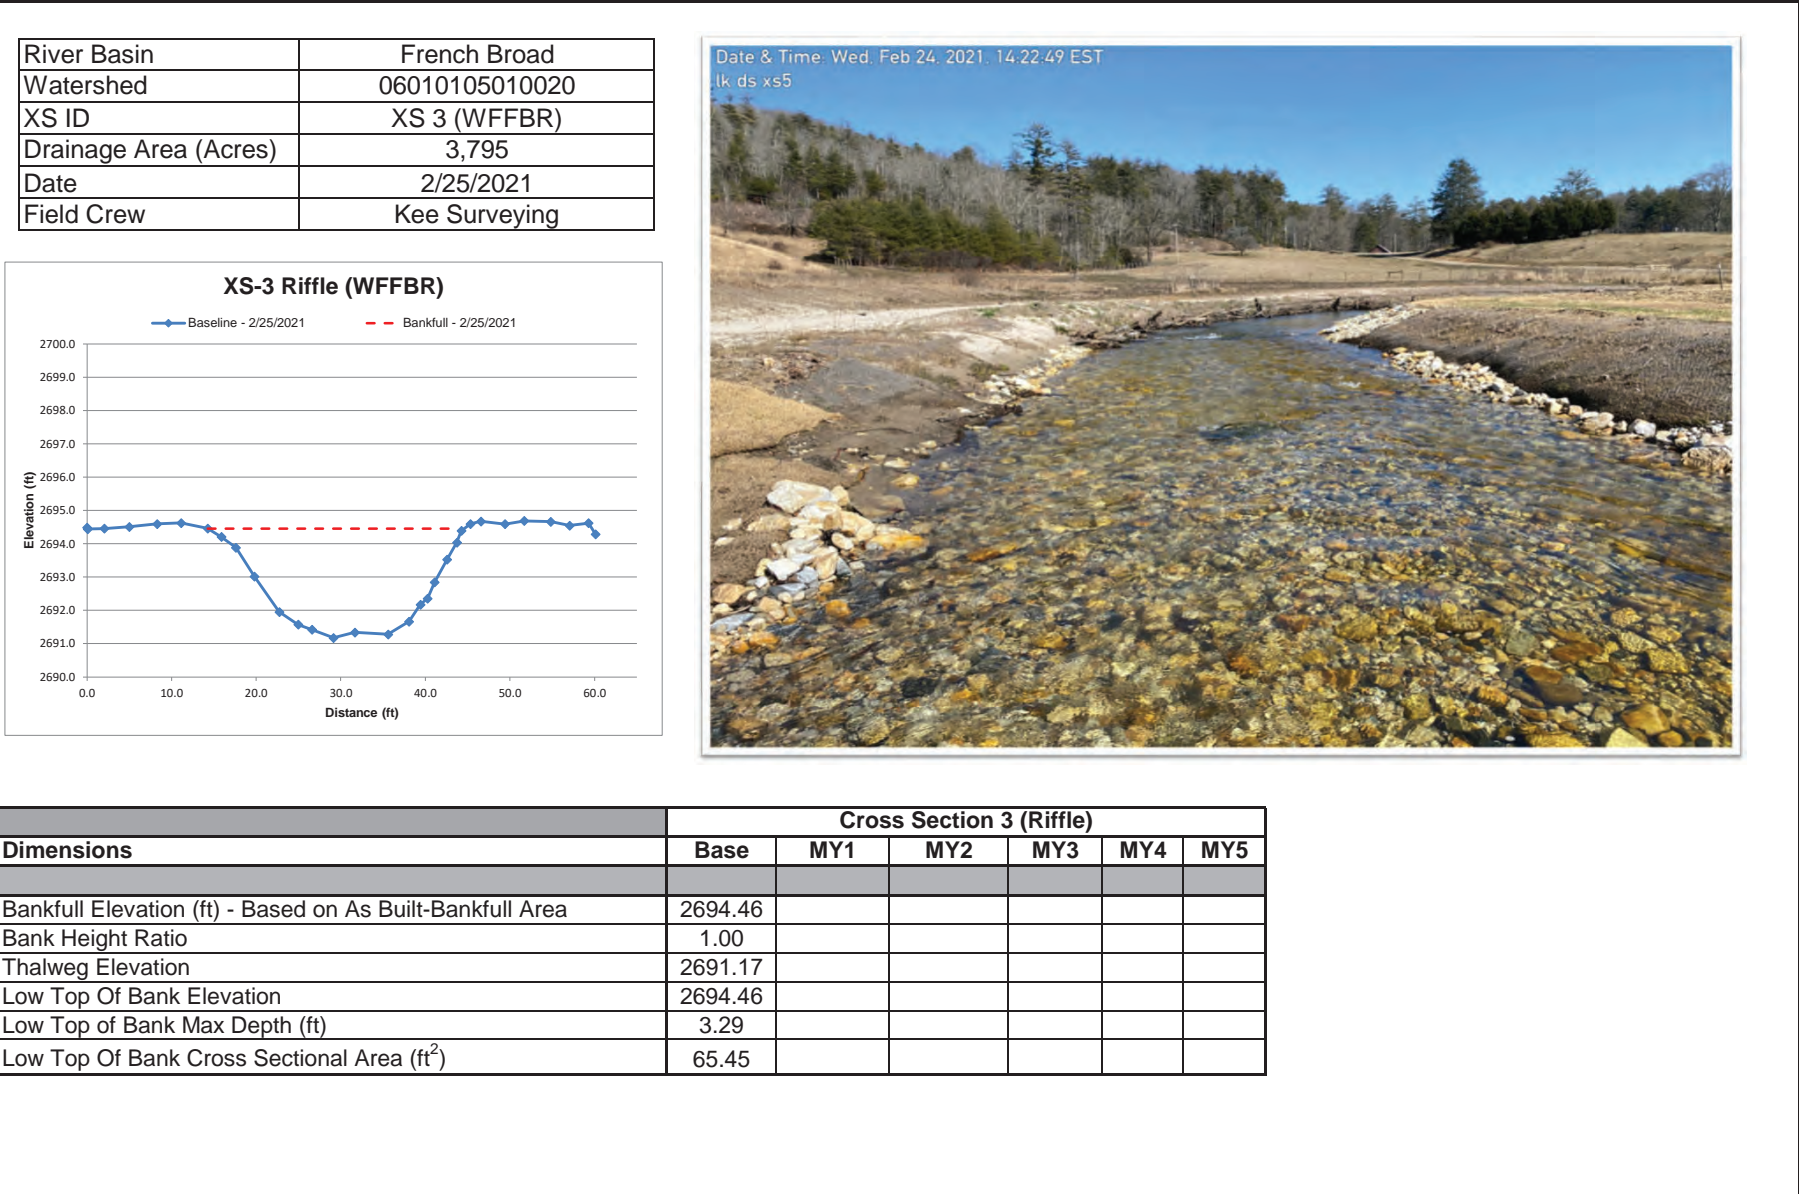 River Basin French Broad
Watershed 06010105010020
XS ID XS 3 (WFFBR)
Drainage Area (Acres) 3,795
Date 2/25/2021
Field Crew Kee Surveying
Date & Time: Wed, Feb 24, 2021, 14:22:49 EST
lk ds xs5
XS-3 Riffle (WFFBR)
Baseline - 2/25/2021 Bankfull - 2/25/2021
2700.0
2699.0
2698.0
2697.0
2696.0
2695.0
2694.0
2693.0
2692.0
2691.0
2690.0
Elevation (ft)
0.0 10.0 20.0 30.0 40.0 50.0 60.0
Distance (ft)
Cross Section 3 (Riffle)
Dimensions Base MY1 MY2 MY3 MY4 MY5
Bankfull Elevation (ft) - Based on As Built-Bankfull Area 2694.46
Bank Height Ratio 1.00
Thalweg Elevation 2691.17
Low Top Of Bank Elevation 2694.46
Low Top of Bank Max Depth (ft) 3.29
Low Top Of Bank Cross Sectional Area (ft²) 65.45